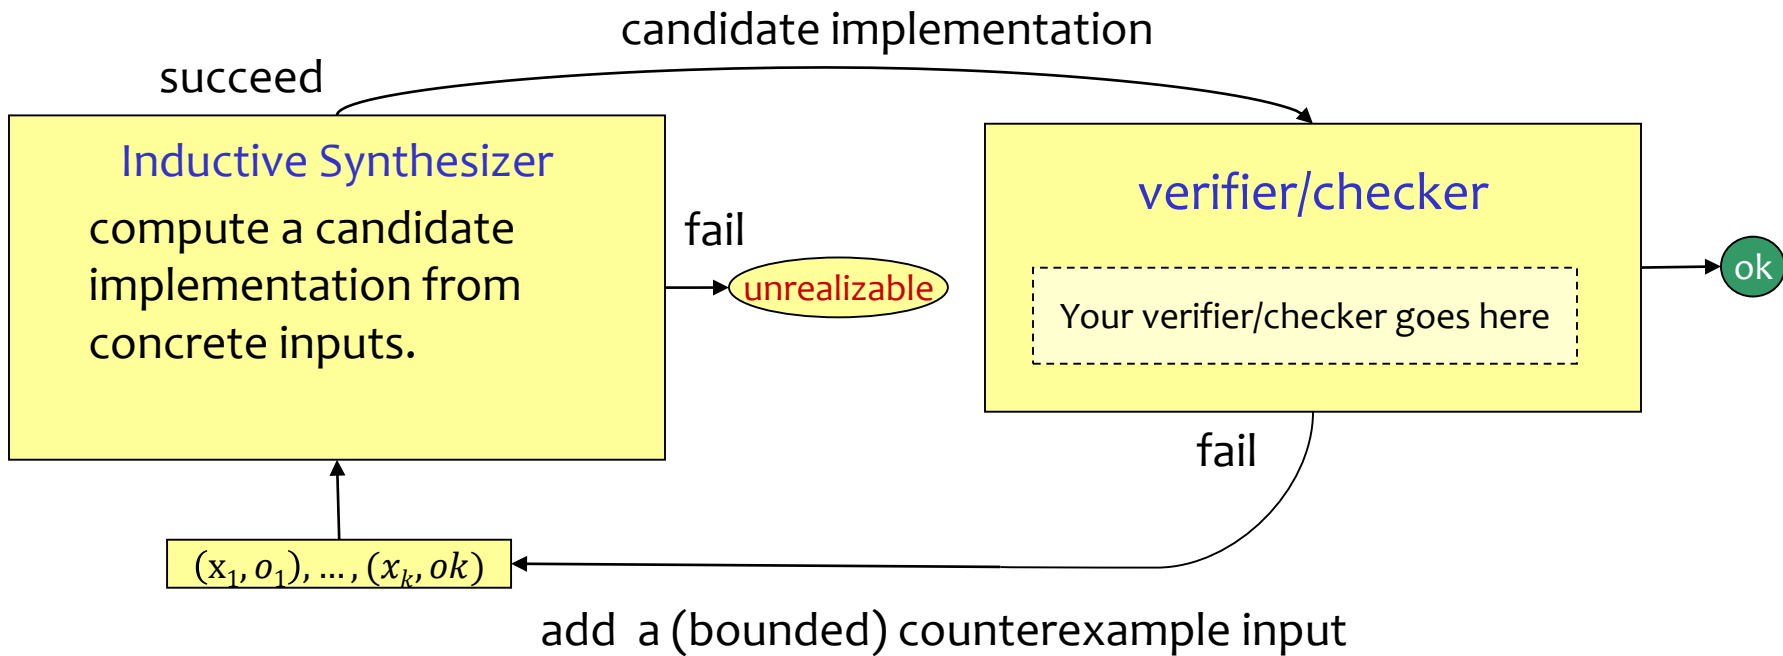 candidate implementation
succeed
Inductive Synthesizer
compute a candidate
implementation from
concrete inputs.
fail
unrealizable
verifier/checker
Your verifier/checker goes here
ok
fail
(x₁, o₁), … , (xₖ, ok)
add a (bounded) counterexample input